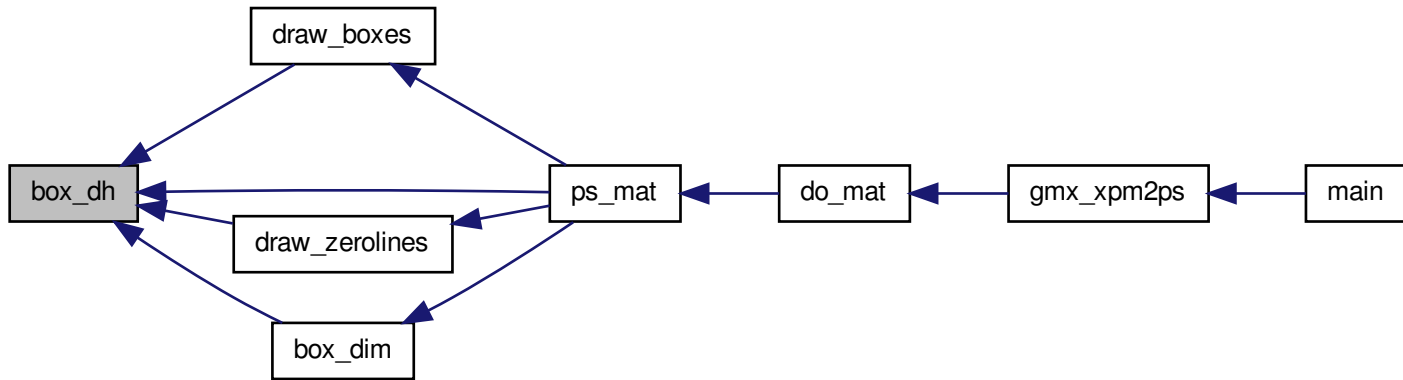 draw_boxes
box_dh
ps_mat
do_mat
gmx_xpm2ps
main
draw_zerolines
box_dim